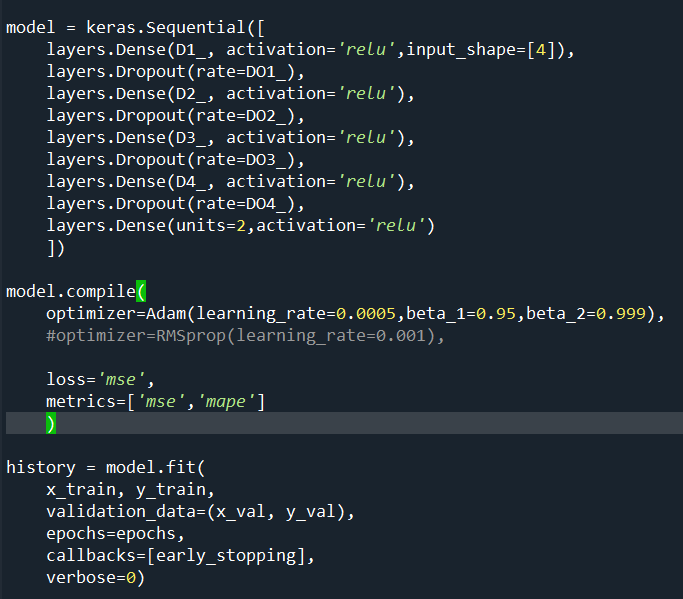 model = keras.Sequential([
    layers.Dense(D1_, activation='relu',input_shape=[4]),
    layers.Dropout(rate=DO1_),
    layers.Dense(D2_, activation='relu'),
    layers.Dropout(rate=DO2_),
    layers.Dense(D3_, activation='relu'),
    layers.Dropout(rate=DO3_),
    layers.Dense(D4_, activation='relu'),
    layers.Dropout(rate=DO4_),
    layers.Dense(units=2,activation='relu')
    ])

model.compile(
    optimizer=Adam(learning_rate=0.0005,beta_1=0.95,beta_2=0.999),
    #optimizer=RMSprop(learning_rate=0.001),

    loss='mse',
    metrics=['mse','mape']
    )

history = model.fit(
    x_train, y_train,
    validation_data=(x_val, y_val),
    epochs=epochs,
    callbacks=[early_stopping],
    verbose=0)